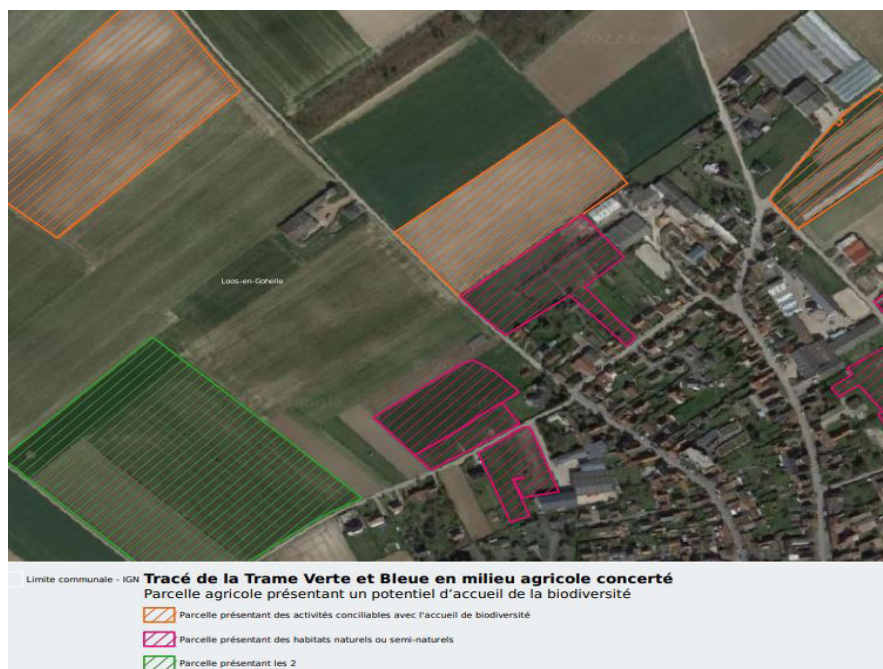 2022 Goo
Loos-en-Gohelle
Limite communale - IGN
Tracé de la Trame Verte et Bleue en milieu agricole concerté
Parcelle agricole présentant un potentiel d’accueil de la biodiversité
Parcelle présentant des activités conciliables avec l'accueil de biodiversité
Parcelle présentant des habitats naturels ou semi-naturels
Parcelle présentant les 2